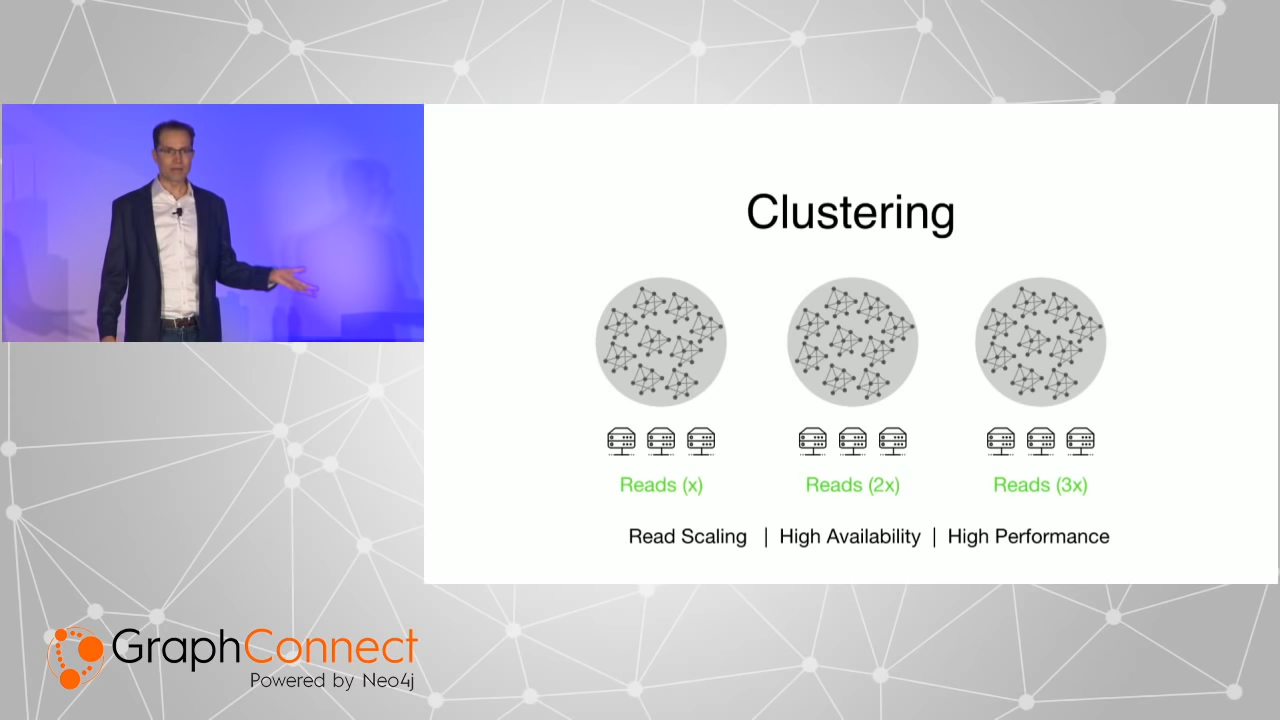 Clustering
Reads (x)
Reads (2x)
Reads (3x)
Read Scaling | High Availability | High Performance
GraphConnect
Powered by Neo4j